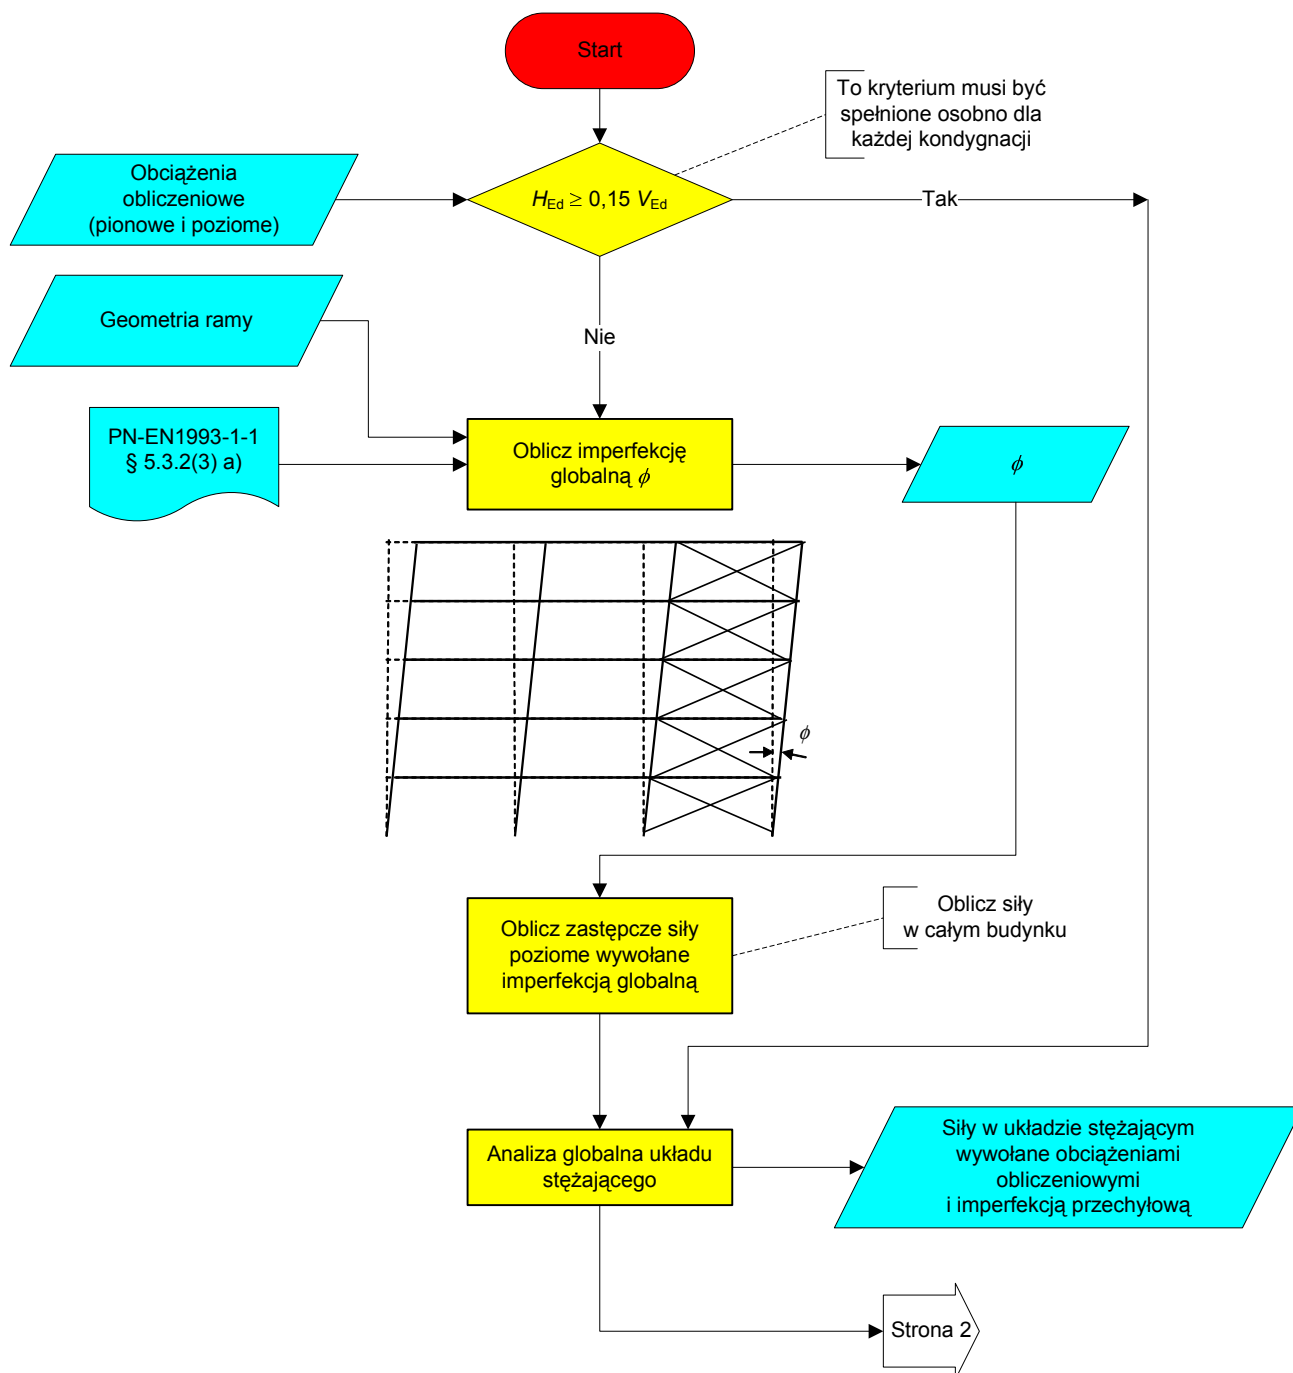 Start
To kryterium musi być
spełnione osobno dla
każdej kondygnacji
Obciążenia
obliczeniowe
(pionowe i poziome)
HEd ≥ 0,15 VEd
Tak
Geometria ramy
Nie
PN-EN1993-1-1
§ 5.3.2(3) a)
Oblicz imperfekcję
globalną ϕ
ϕ
ϕ
Oblicz zastępcze siły
poziome wywołane
imperfekcją globalną
Oblicz siły
w całym budynku
Analiza globalna układu
stężającego
Siły w układzie stężającym
wywołane obciążeniami
obliczeniowymi
i imperfekcją przechyłową
Strona 2